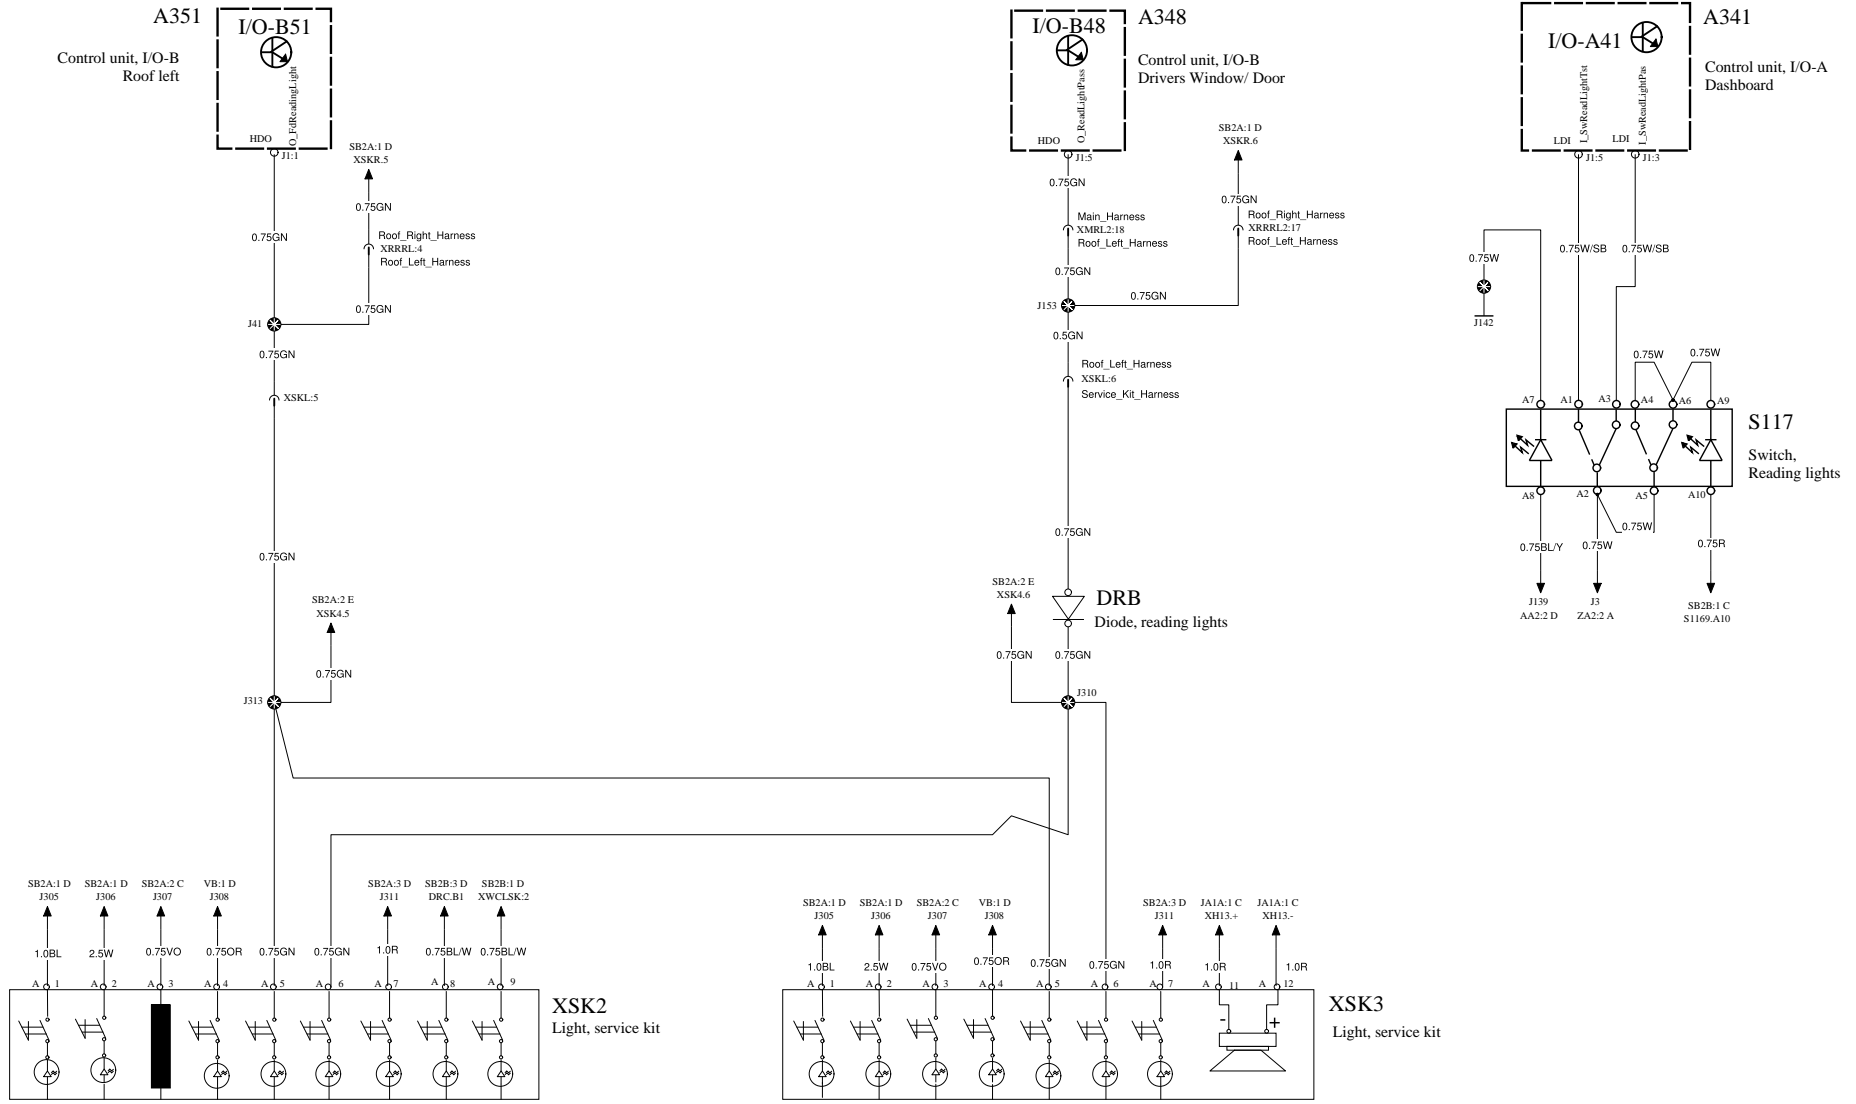 A351
I/O-B51
Control unit, I/O-B
Roof left
O_FdReadingLight
HDO
J1:1
SB2A:1 D
XSKR.5
0.75GN
0.75GN
Roof_Right_Harness
XRRRL:4
Roof_Left_Harness
0.75GN
J41
0.75GN
XSKL:5
0.75GN
SB2A:2 E
XSK4.5
0.75GN
J313
A348
I/O-B48
Control unit, I/O-B
Drivers Window/ Door
O_ReadLightPass
HDO
J1:5
SB2A:1 D
XSKR.6
0.75GN
0.75GN
Main_Harness
XMRL2:18
Roof_Left_Harness
Roof_Right_Harness
XRRRL2:17
Roof_Left_Harness
0.75GN
0.75GN
J153
0.5GN
Roof_Left_Harness
XSKL:6
Service_Kit_Harness
0.75GN
SB2A:2 E
XSK4.6
DRB
Diode, reading lights
0.75GN
0.75GN
J310
A341
I/O-A41
Control unit, I/O-A
Dashboard
I_SwReadLightTst
I_SwReadLightPas
LDI
LDI
J1:5
J1:3
0.75W
0.75W/SB
0.75W/SB
J142
0.75W
0.75W
A7
A1
A3
A4
A6
A9
S117
Switch,
Reading lights
A8
A2
A5
A10
0.75W
0.75BL/Y
0.75W
0.75R
J139
AA2:2 D
J3
ZA2:2 A
SB2B:1 C
S1169.A10
SB2A:1 D
J305
SB2A:1 D
J306
SB2A:2 C
J307
VB:1 D
J308
SB2A:3 D
J311
SB2B:3 D
DRC.B1
SB2B:1 D
XWCLSK:2
1.0BL
2.5W
0.75VO
0.75OR
0.75GN
0.75GN
1.0R
0.75BL/W
0.75BL/W
A 1
A 2
A 3
A 4
A 5
A 6
A 7
A 8
A 9
XSK2
Light, service kit
SB2A:1 D
J305
SB2A:1 D
J306
SB2A:2 C
J307
VB:1 D
J308
SB2A:3 D
J311
JA1A:1 C
XH13.+
JA1A:1 C
XH13.-
1.0BL
2.5W
0.75VO
0.75OR
0.75GN
0.75GN
1.0R
1.0R
1.0R
A 1
A 2
A 3
A 4
A 5
A 6
A 7
A 11
A 12
- +
XSK3
Light, service kit